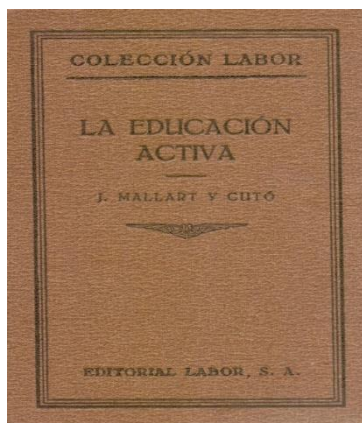 COLECCIÓN LABOR
LA EDUCACIÓN
ACTIVA
J. MALLART Y CUTÓ
EDITORIAL LABOR, S. A.